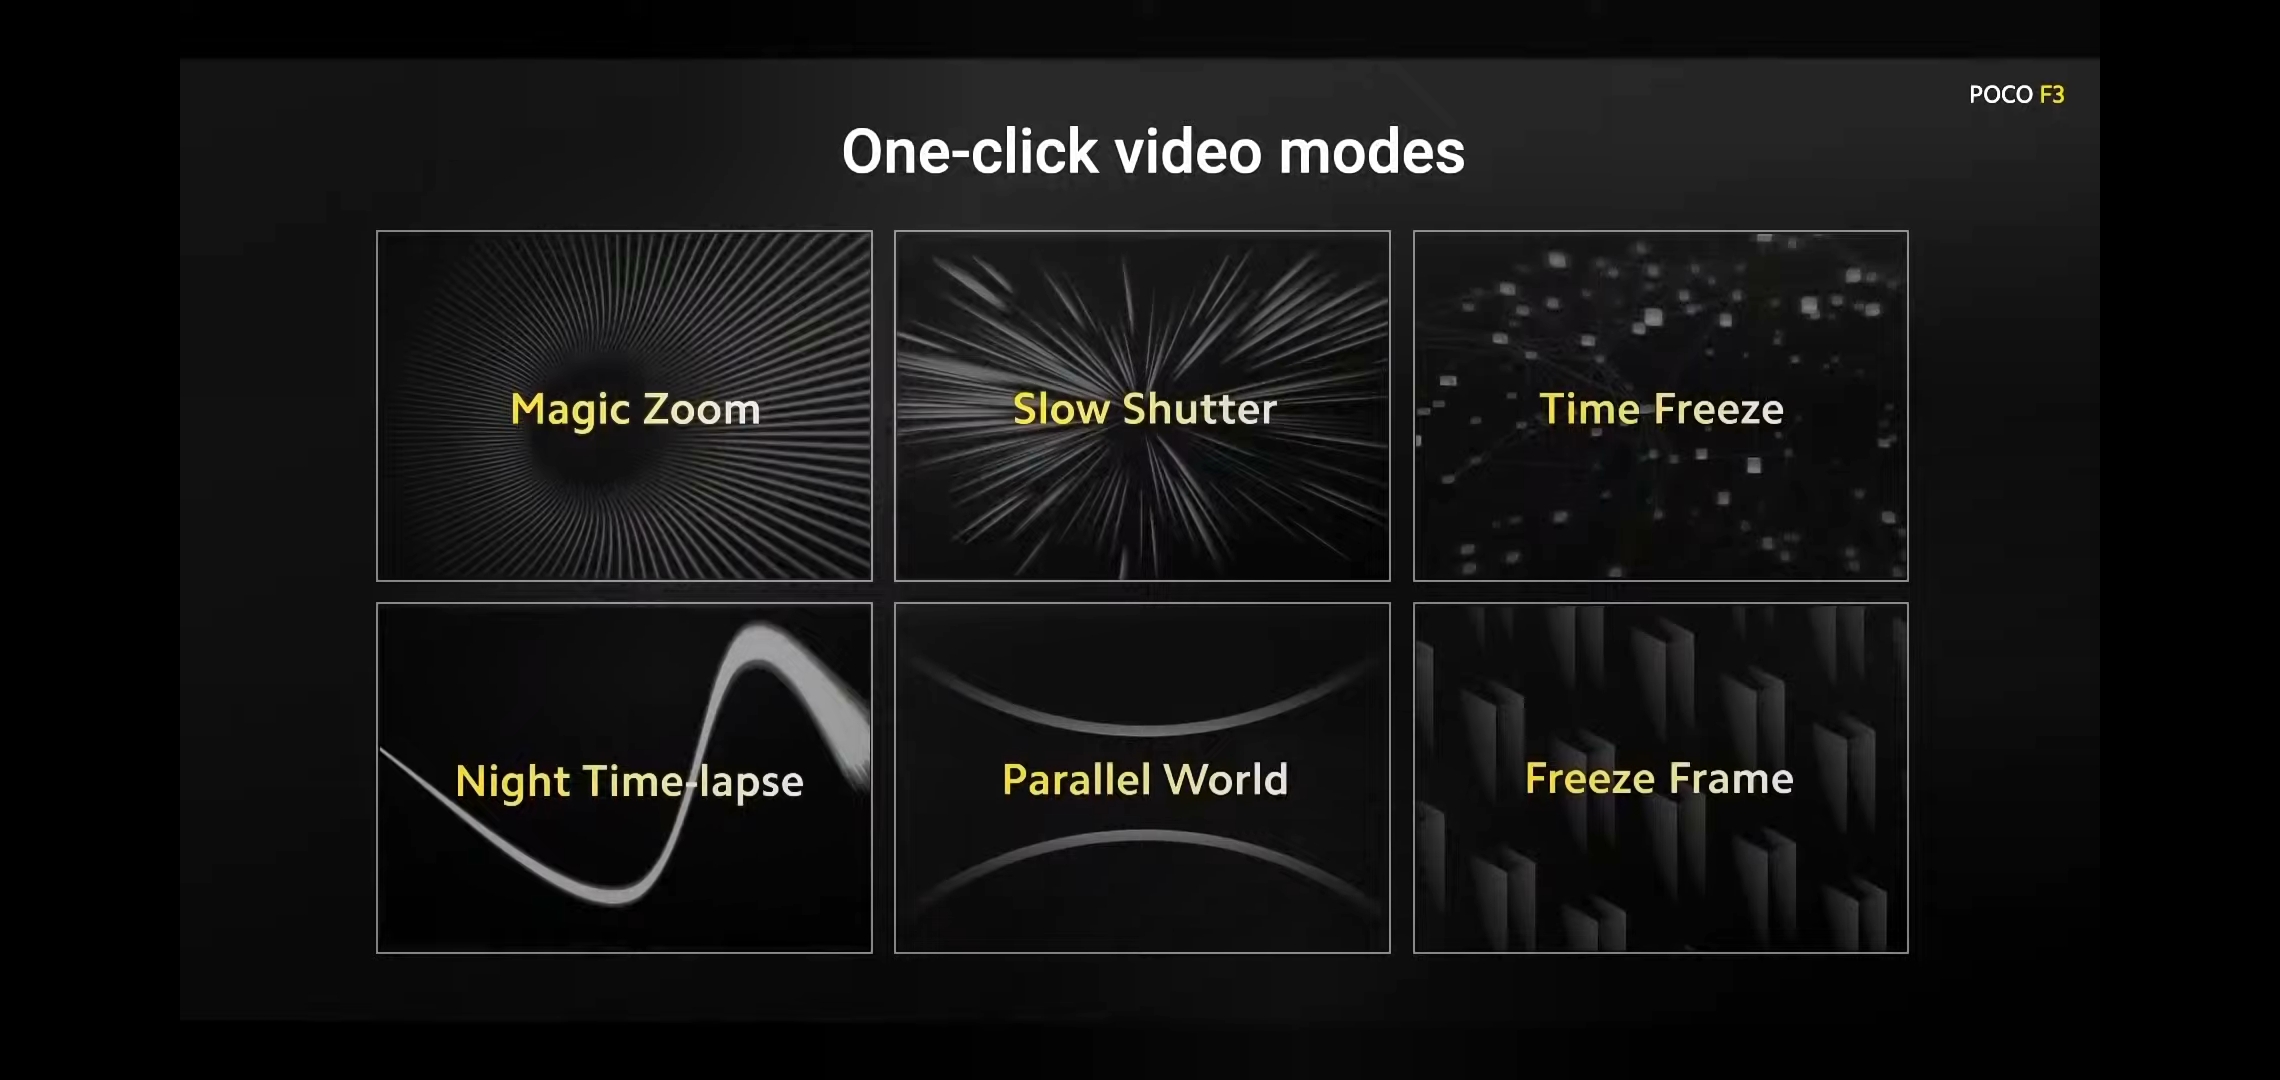 POCO F3
One-click video modes
Magic Zoom
Slow Shutter
Time Freeze
Night Time-lapse
Parallel World
Freeze Frame